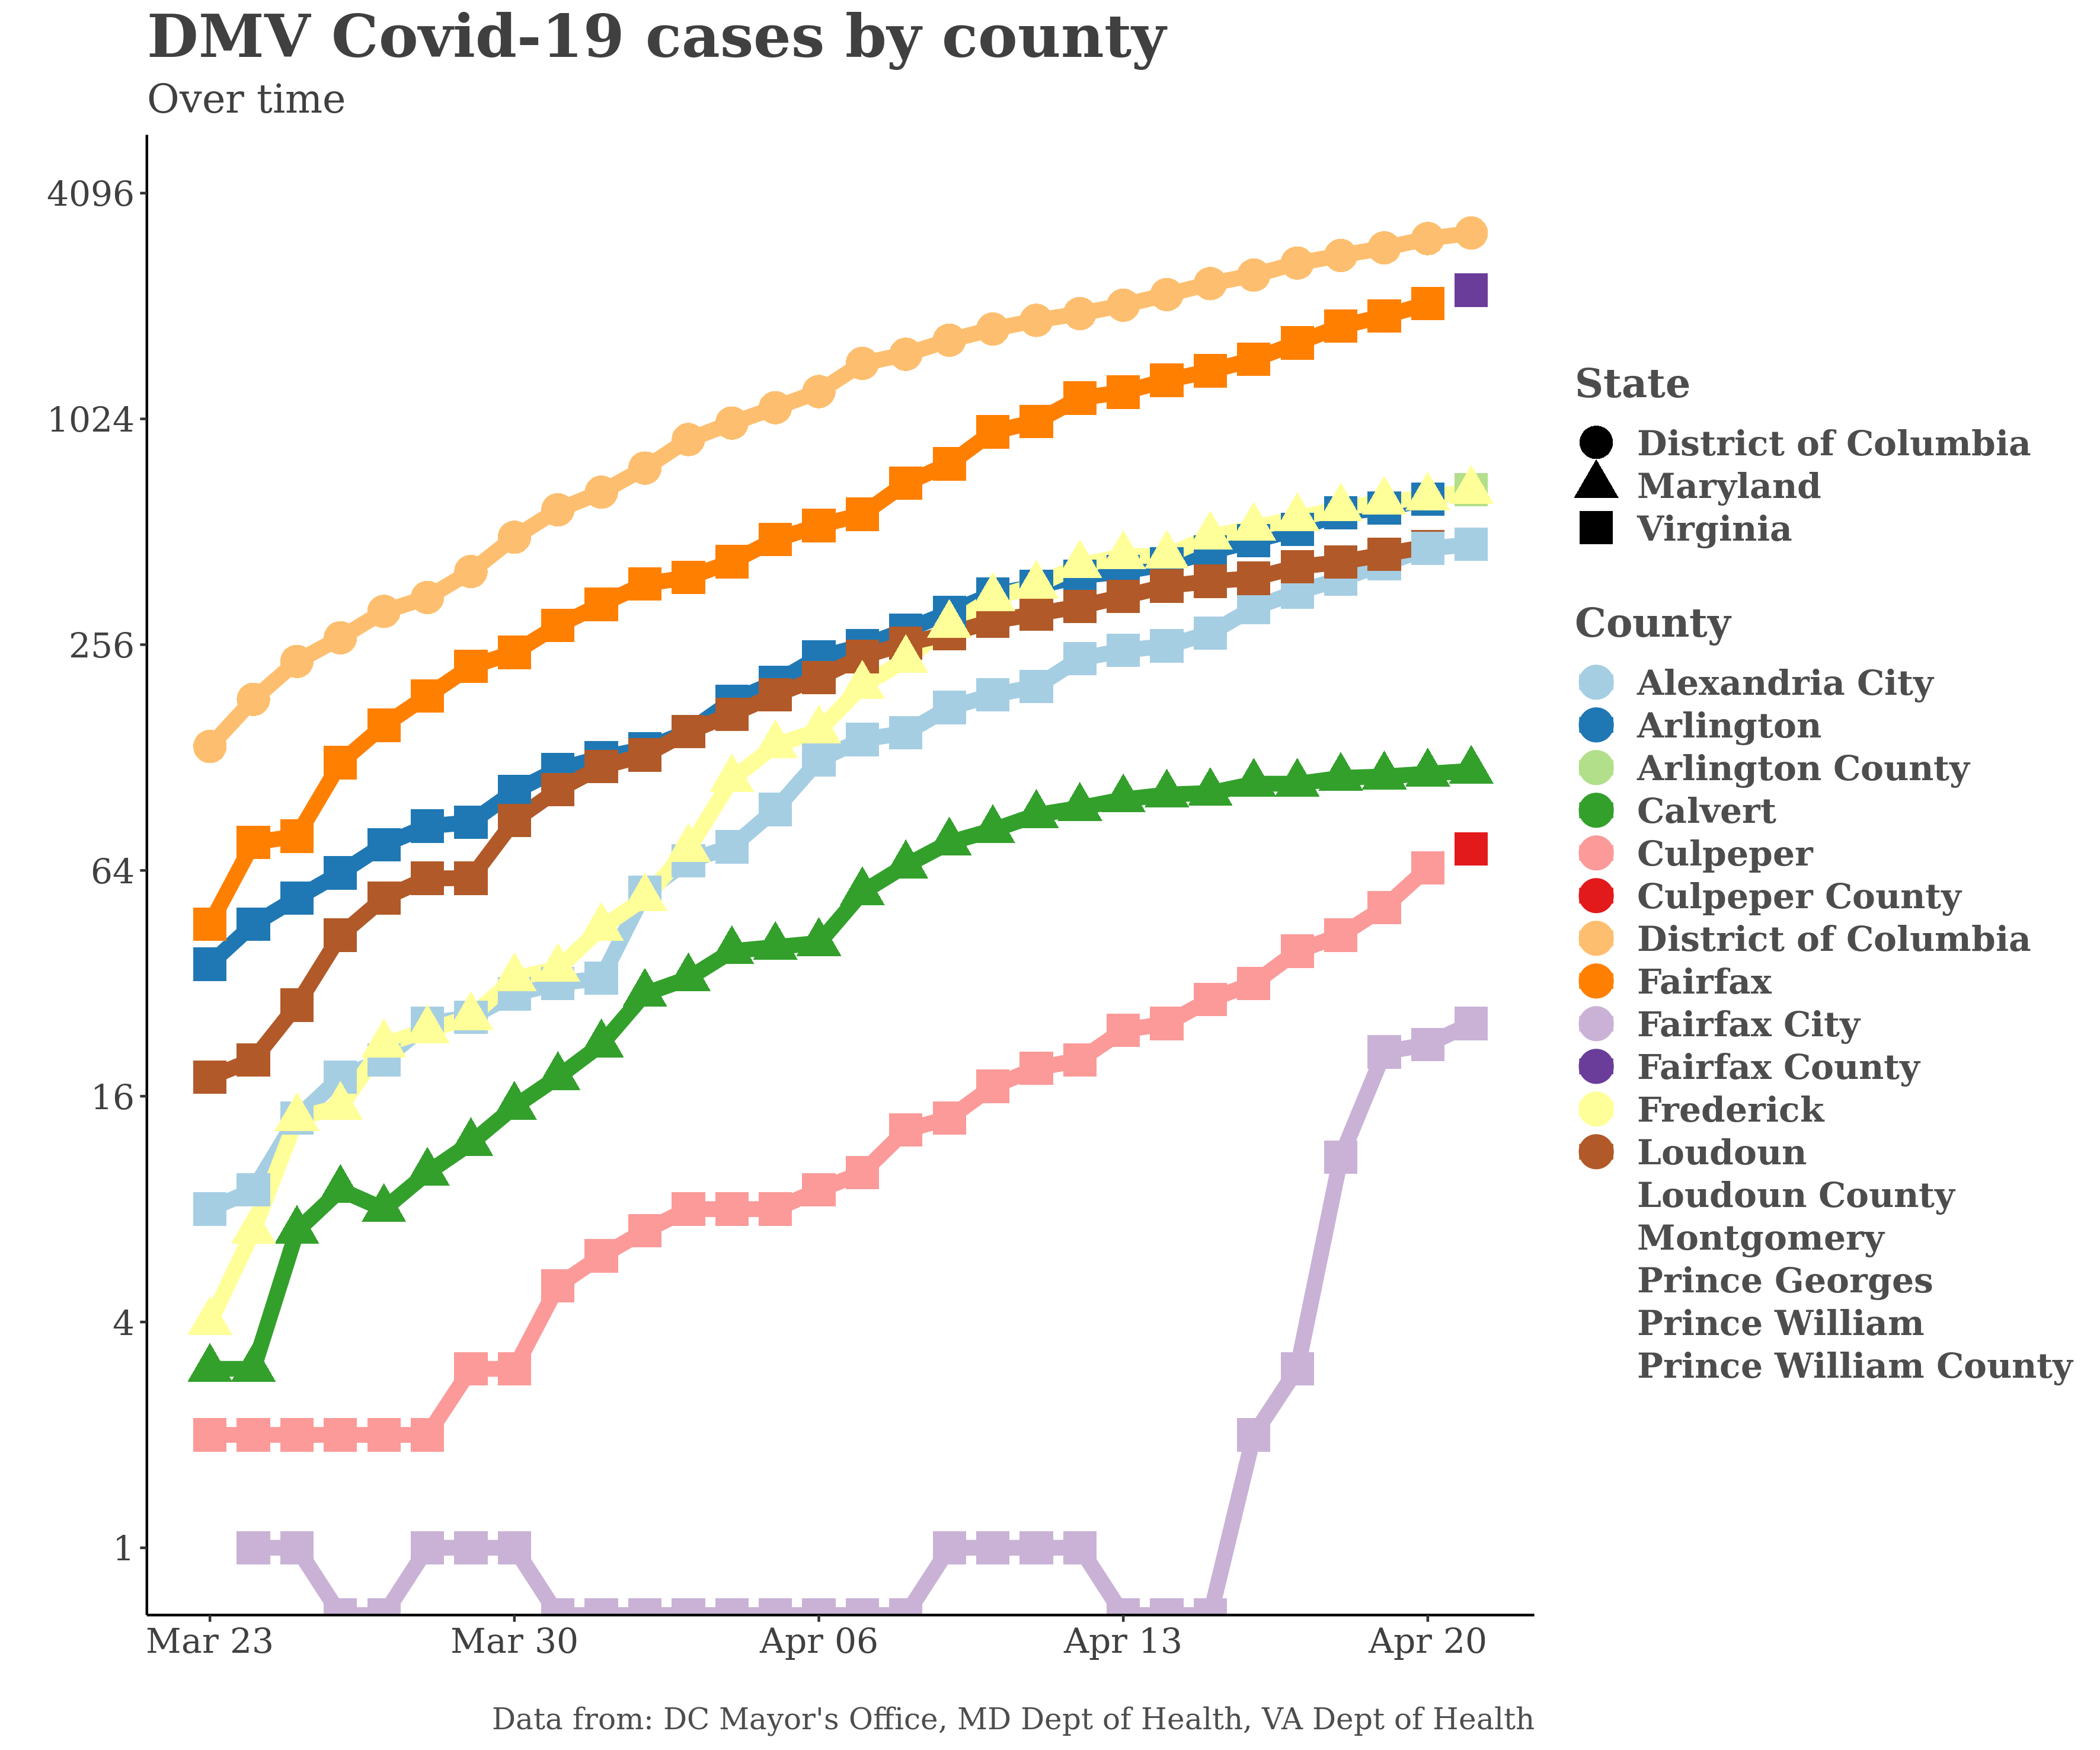 DMV Covid-19 cases by county
Over time
4096
1024
256
64
16
4
1
Mar 23
Mar 30
Apr 06
Apr 13
Apr 20
State
District of Columbia
Maryland
Virginia
County
Alexandria City
Arlington
Arlington County
Calvert
Culpeper
Culpeper County
District of Columbia
Fairfax
Fairfax City
Fairfax County
Frederick
Loudoun
Loudoun County
Montgomery
Prince Georges
Prince William
Prince William County
Data from: DC Mayor's Office, MD Dept of Health, VA Dept of Health